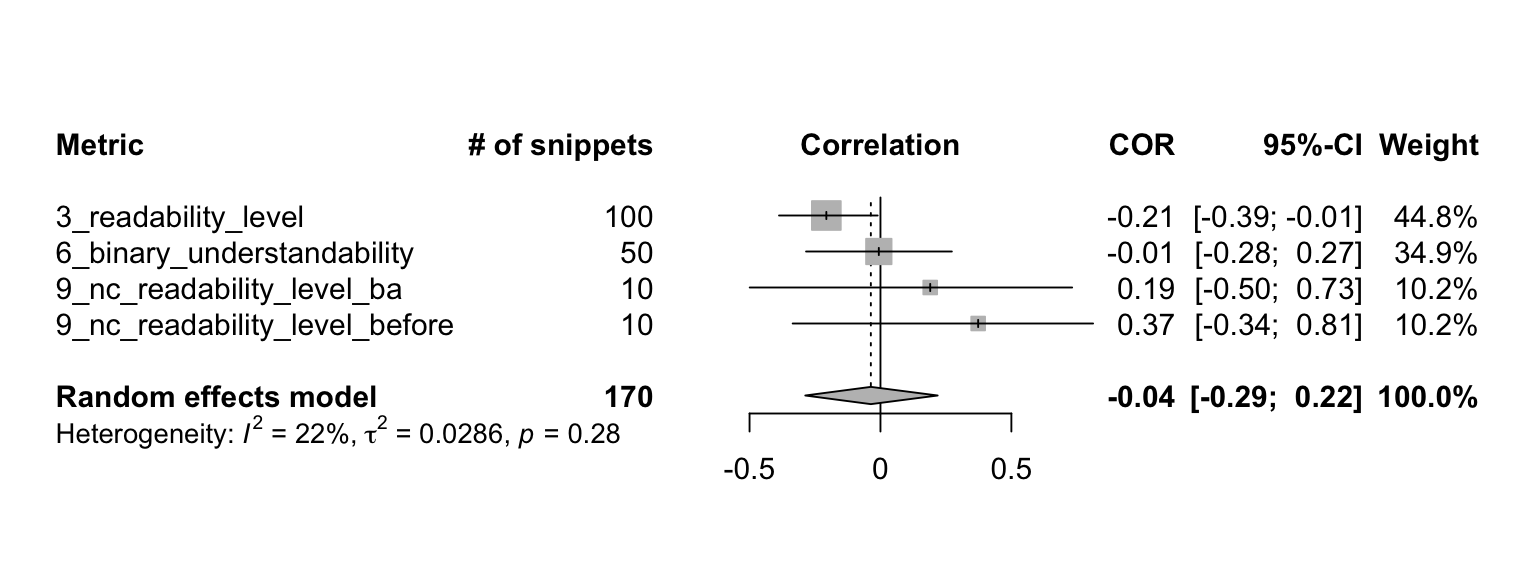 Metric # of snippets Correlation COR 95%-CI Weight
3_readability_level 100 -0.21 [-0.39; -0.01] 44.8%
6_binary_understandability 50 -0.01 [-0.28; 0.27] 34.9%
9_nc_readability_level_ba 10 0.19 [-0.50; 0.73] 10.2%
9_nc_readability_level_before 10 0.37 [-0.34; 0.81] 10.2%
Random effects model 170 -0.04 [-0.29; 0.22] 100.0%
Heterogeneity: I² = 22%, τ² = 0.0286, p = 0.28
-0.5 0 0.5